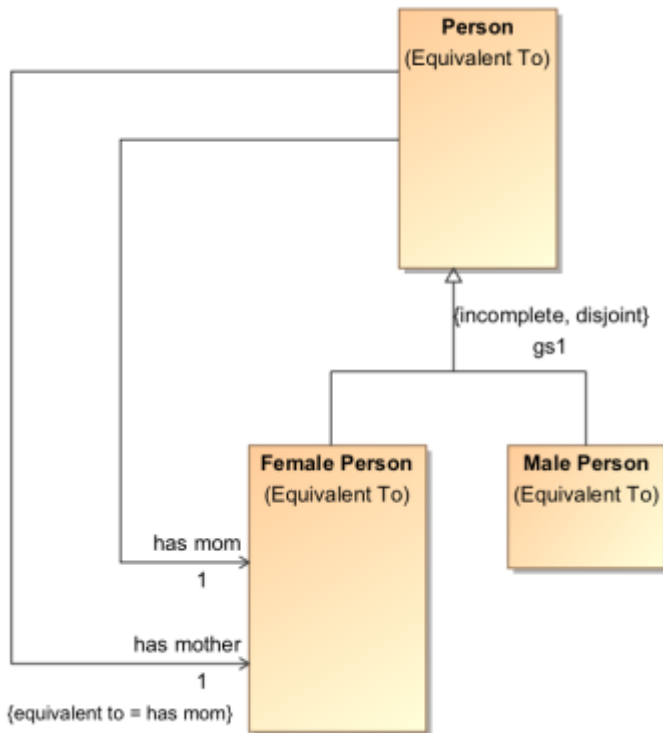 Person
(Equivalent To)
{incomplete, disjoint}
gs1
Female Person
(Equivalent To)
Male Person
(Equivalent To)
has mom
1
has mother
1
{equivalent to = has mom}